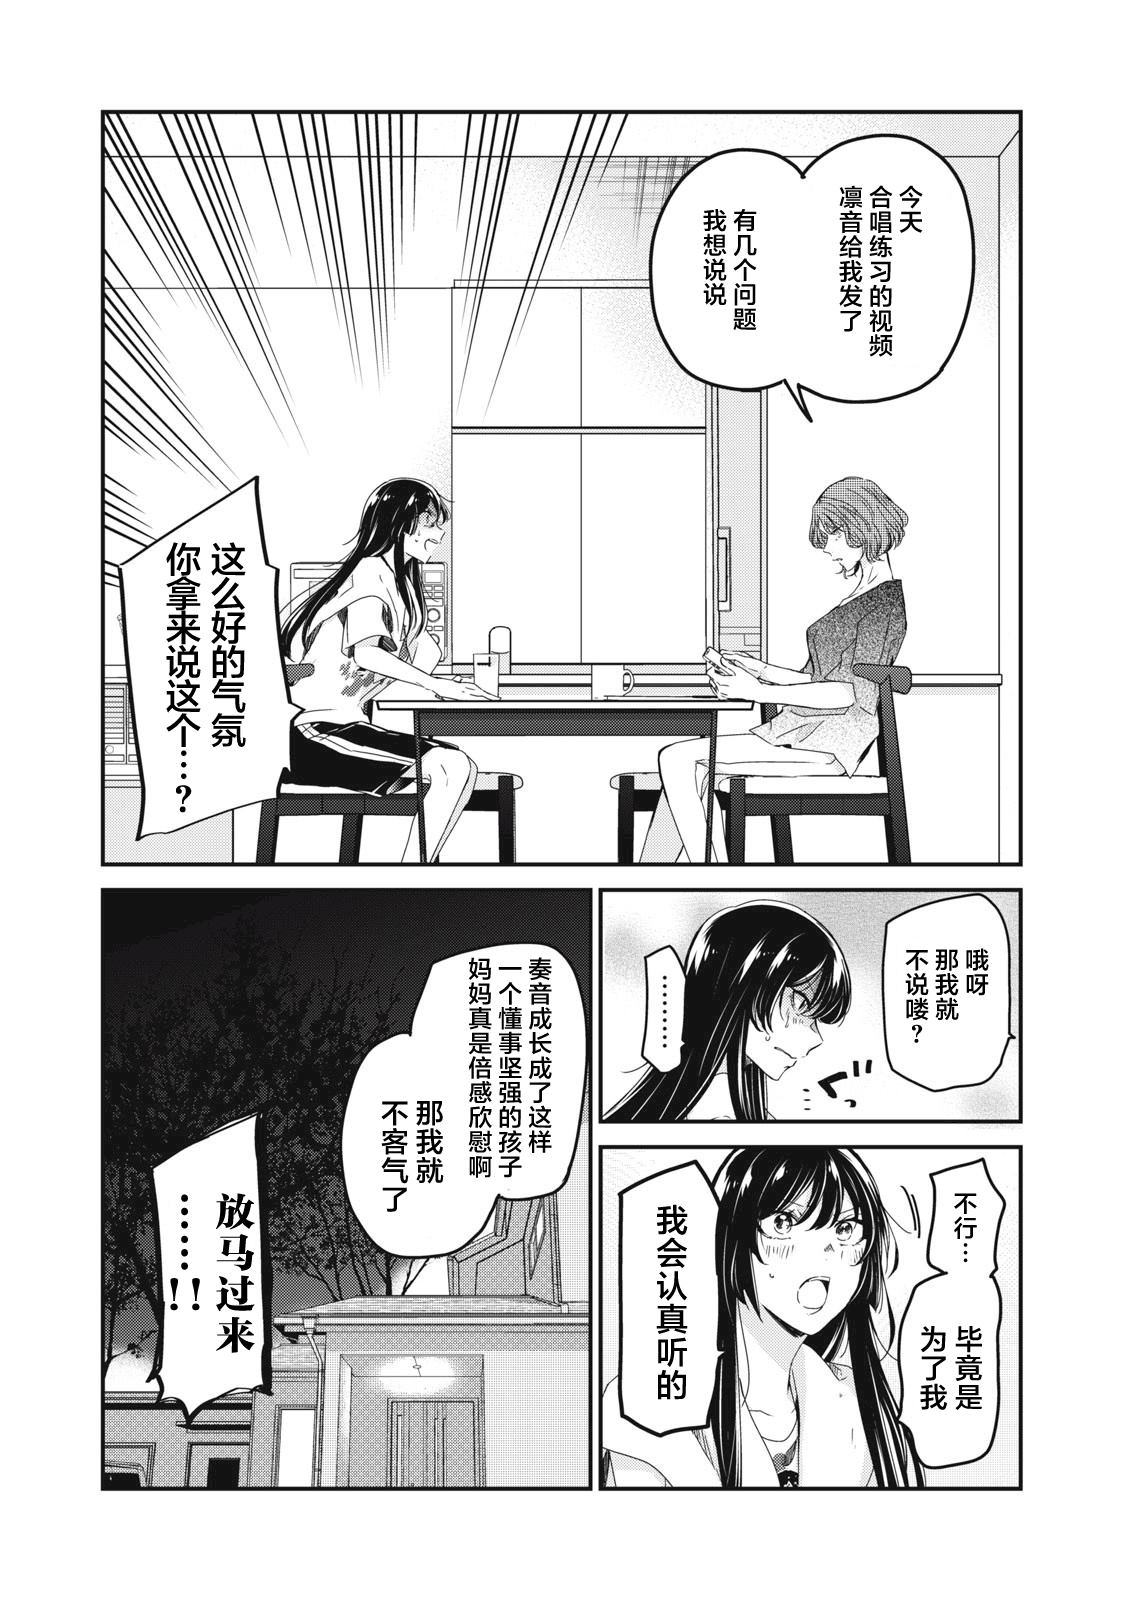 今天
合唱练习的视频
凛音给我发了
有几个问题
我想说说
这么好的气氛
你拿来说这个……?
哦呀
那我就
不说喽?
………
不行…
毕竟是
为了我
我会认真听的
奏音成长成了这样
一个懂事坚强的孩子
妈妈真是倍感欣慰啊
那我就
不客气了
放马过来
……!!